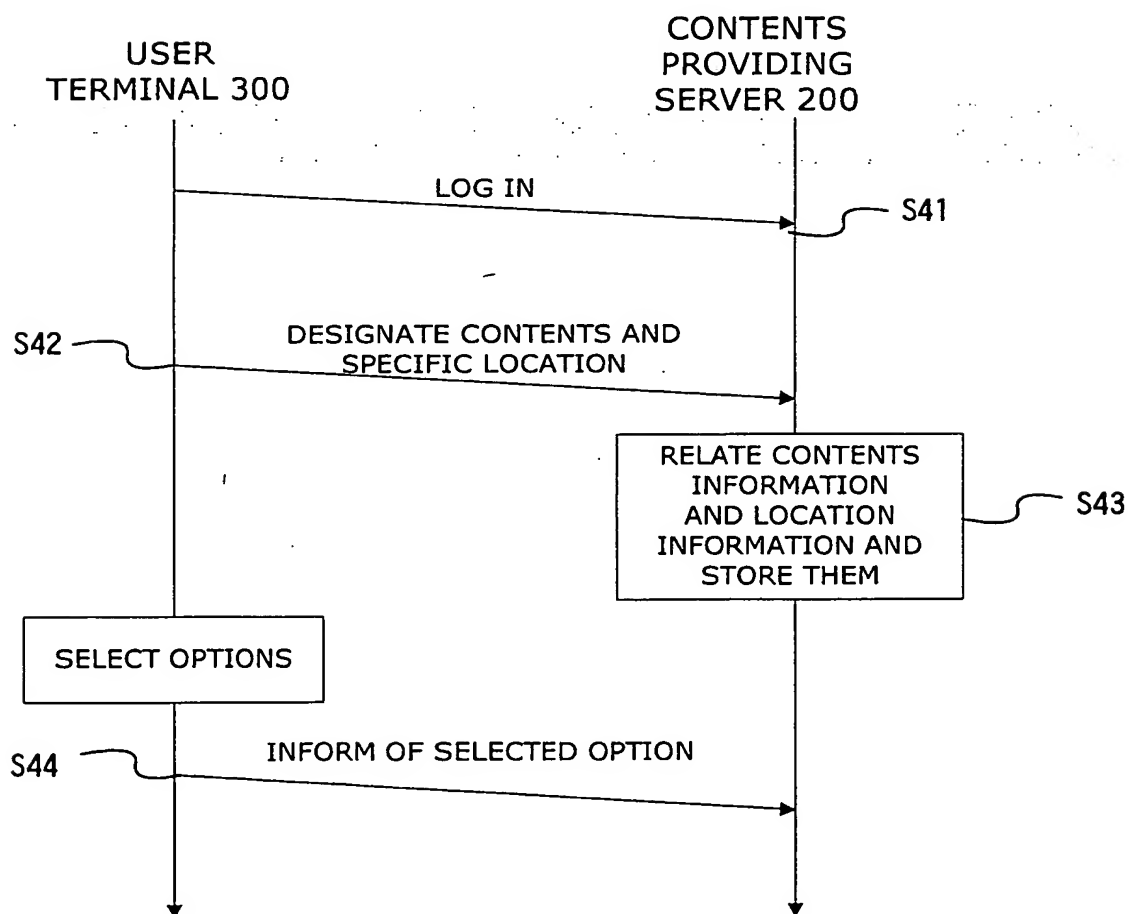 USER
TERMINAL 300
CONTENTS
PROVIDING
SERVER 200
LOG IN
S41
S42
DESIGNATE CONTENTS AND
SPECIFIC LOCATION
RELATE CONTENTS
INFORMATION
AND LOCATION
INFORMATION AND
STORE THEM
S43
SELECT OPTIONS
S44
INFORM OF SELECTED OPTION